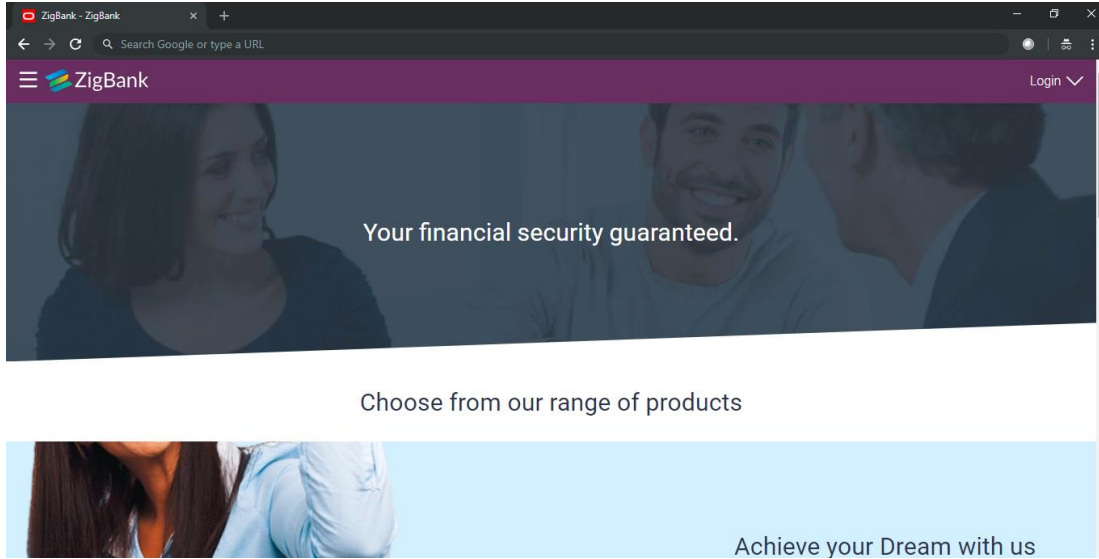 ZigBank - ZigBank
Search Google or type a URL
ZigBank
Login
Your financial security guaranteed.
Choose from our range of products
Achieve your Dream with us